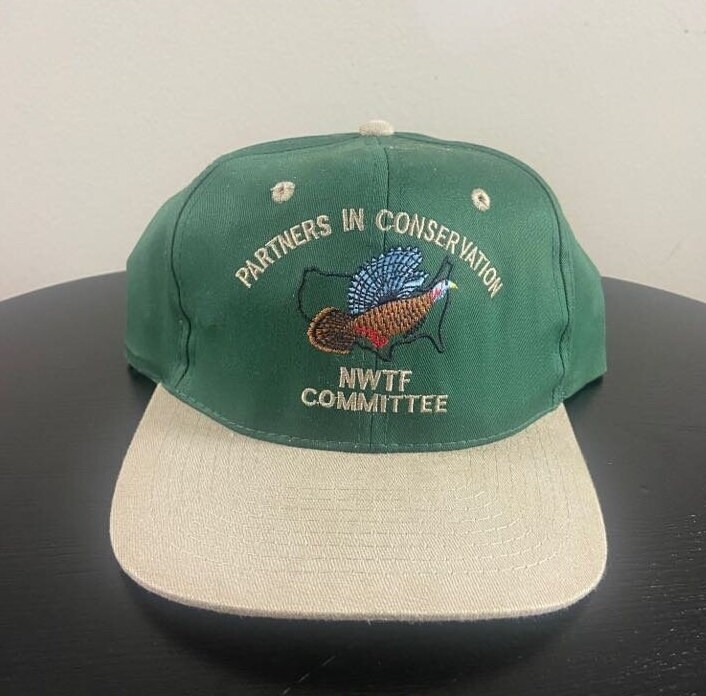 PARTNERS IN CONSERVATION
NWTF
COMMITTEE